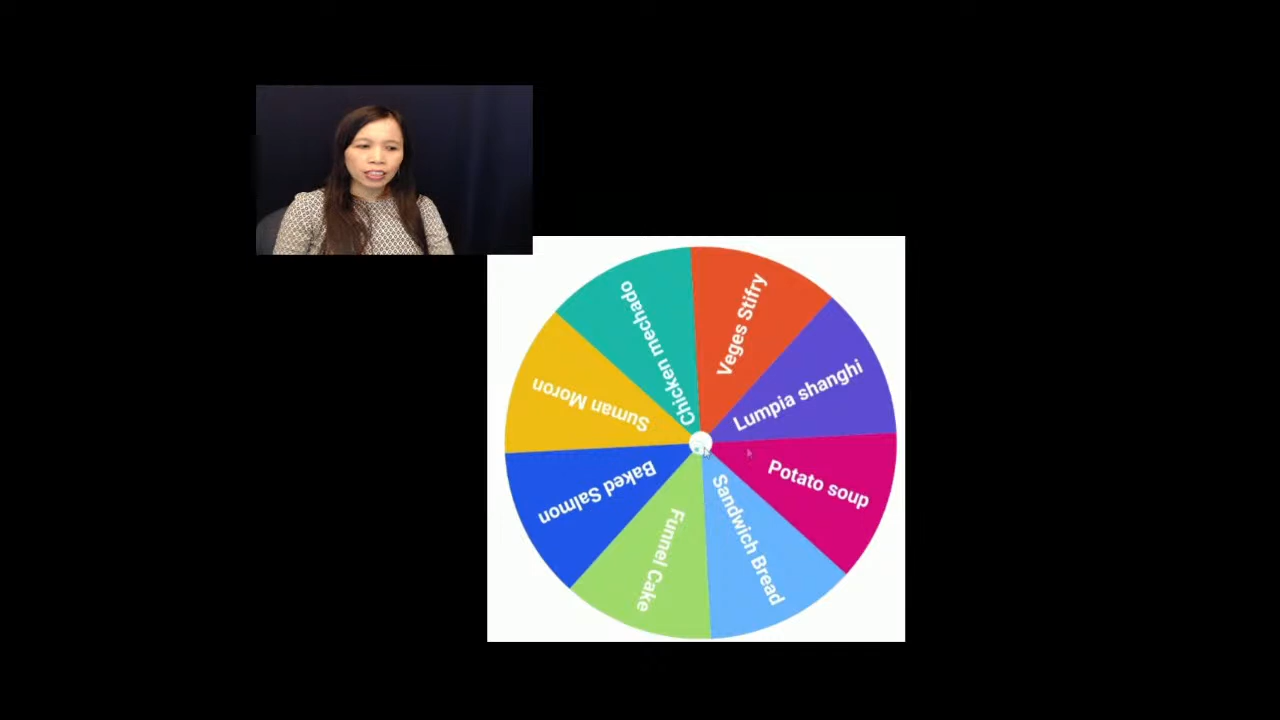 Veges Stifry
Lumpia shanghi
Potato soup
Sandwich Bread
Funnel Cake
Baked Salmon
Suman Moron
Chicken mechado